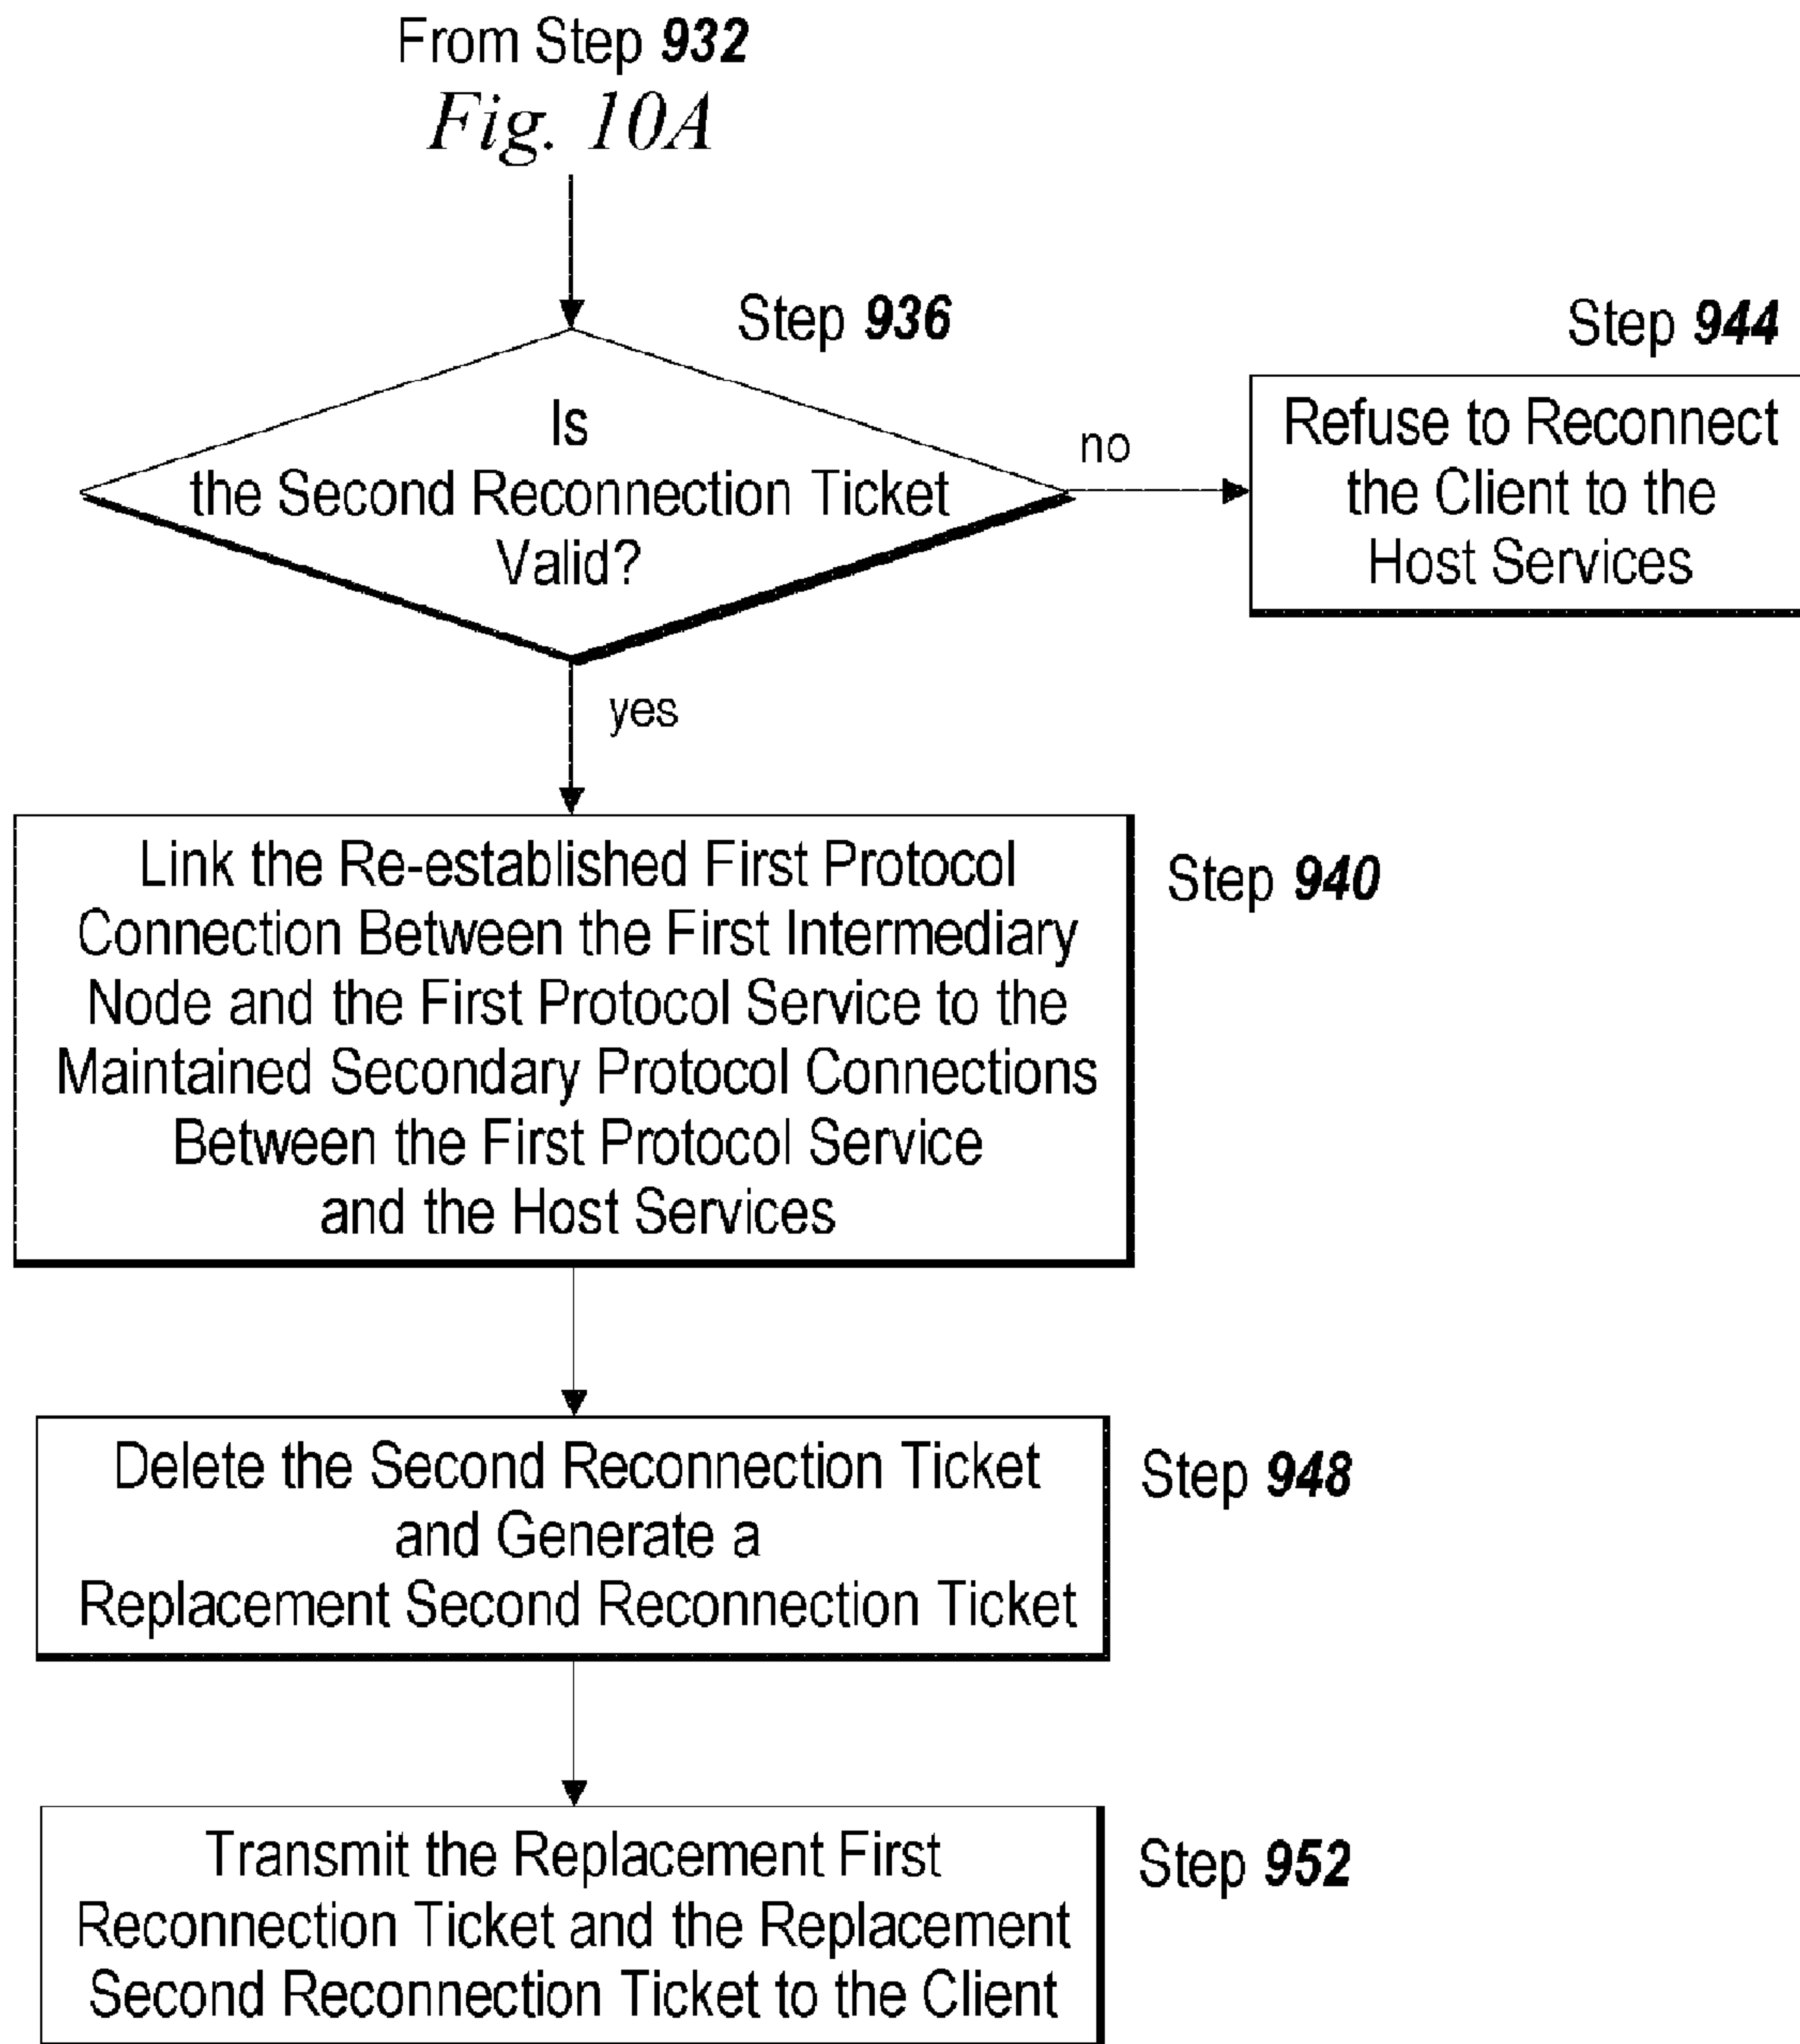 From Step 932
Fig. 10A
Step 936
Is
the Second Reconnection Ticket
Valid?
no
Step 944
Refuse to Reconnect
the Client to the
Host Services
yes
Link the Re-established First Protocol
Connection Between the First Intermediary
Node and the First Protocol Service to the
Maintained Secondary Protocol Connections
Between the First Protocol Service
and the Host Services
Step 940
Delete the Second Reconnection Ticket
and Generate a
Replacement Second Reconnection Ticket
Step 948
Transmit the Replacement First
Reconnection Ticket and the Replacement
Second Reconnection Ticket to the Client
Step 952